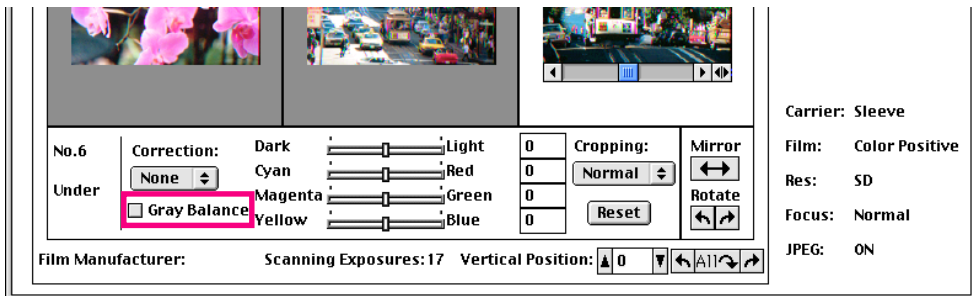 No.6
Under
Correction:
None
Gray Balance
Dark Light 0
Cyan Red 0
Magenta Green 0
Yellow Blue 0
Cropping:
Normal
Reset
Mirror
Rotate
Film Manufacturer: Scanning Exposures: 17 Vertical Position: 0 All
Carrier: Sleeve
Film: Color Positive
Res: SD
Focus: Normal
JPEG: ON